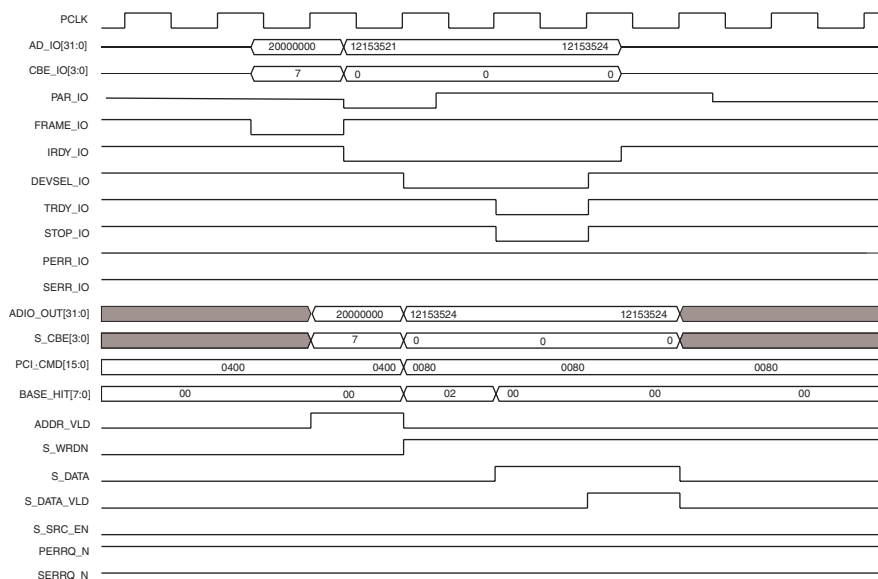 PCLK
AD_IO[31:0] 20000000 12153521 12153524
CBE_IO[3:0] 7 0 0 0
PAR_IO
FRAME_IO
IRDY_IO
DEVSEL_IO
TRDY_IO
STOP_IO
PERR_IO
SERR_IO
ADIO_OUT[31:0] 20000000 12153524 12153524
S_CBE[3:0] 7 0 0 0
PCI-CMD[15:0] 0400 0400 0080 0080 0080
BASE_HIT[7:0] 00 00 02 00 00 00
ADDR_VLD
S_WRDN
S_DATA
S_DATA_VLD
S_SRC_EN
PERRQ_N
SERRQ_N